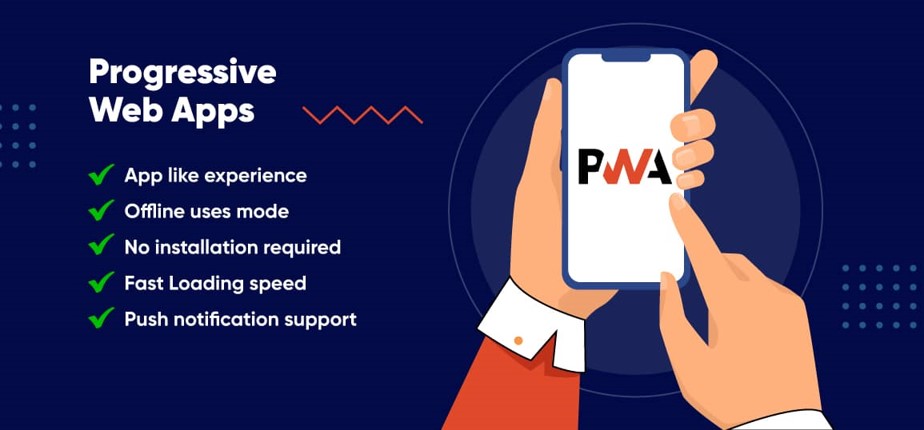 Progressive
Web Apps
App like experience
Offline uses mode
No installation required
Fast Loading speed
Push notification support
PWA